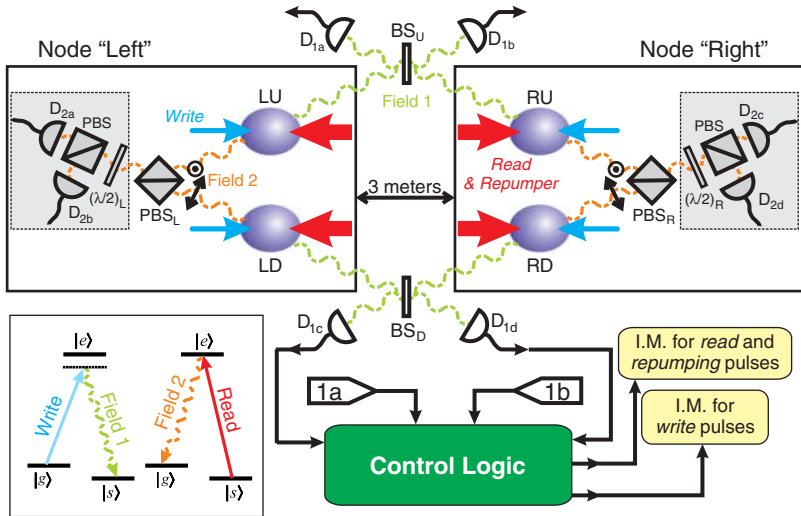 D1a
BSU
D1b
Node “Left”
Node “Right”
Field 1
LU
RU
Write
D2a
PBS
Field 2
(λ/2)L
PBSL
D2b
LD
3 meters
Read
& Repumper
RD
PBS
D2c
PBSR
(λ/2)R
D2d
D1c
BSD
D1d
|e⟩
|e⟩
Write
Field 1
Field 2
Read
|g⟩
|s⟩
|g⟩
|s⟩
1a
1b
Control Logic
I.M. for read and
repumping pulses
I.M. for
write pulses